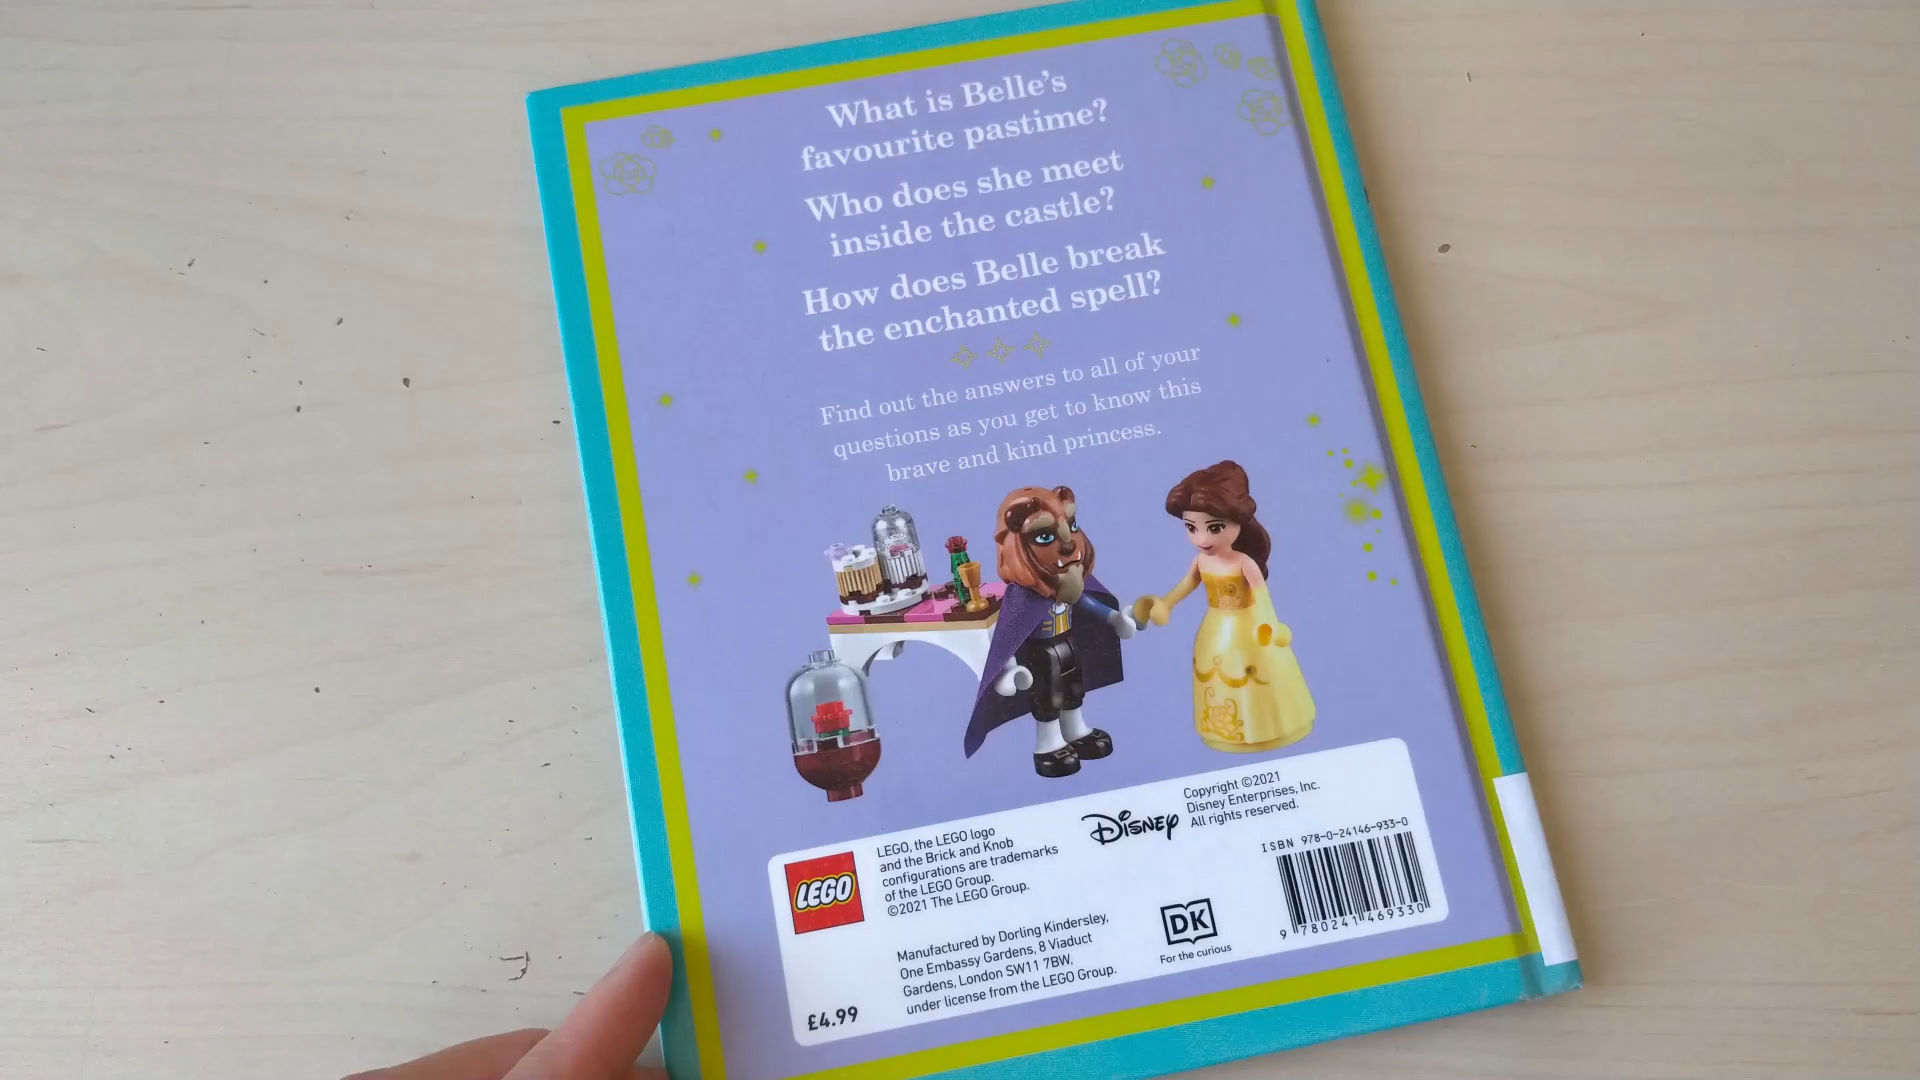 What is Belle's
favourite pastime?
Who does she meet
inside the castle?
How does Belle break
the enchanted spell?
Find out the answers to all of your
questions as you get to know this
brave and kind princess.
LEGO
LEGO, the LEGO logo
and the Brick and Knob
configurations are trademarks
of the LEGO Group.
©2021 The LEGO Group.
Disney
Copyright ©2021
Disney Enterprises, Inc.
All rights reserved.
Manufactured by Dorling Kindersley,
One Embassy Gardens, 8 Viaduct
Gardens, London SW11 7BW,
under license from the LEGO Group.
£4.99
DK
For the curious
ISBN 978-0-24146-933-0
9 780241 469330